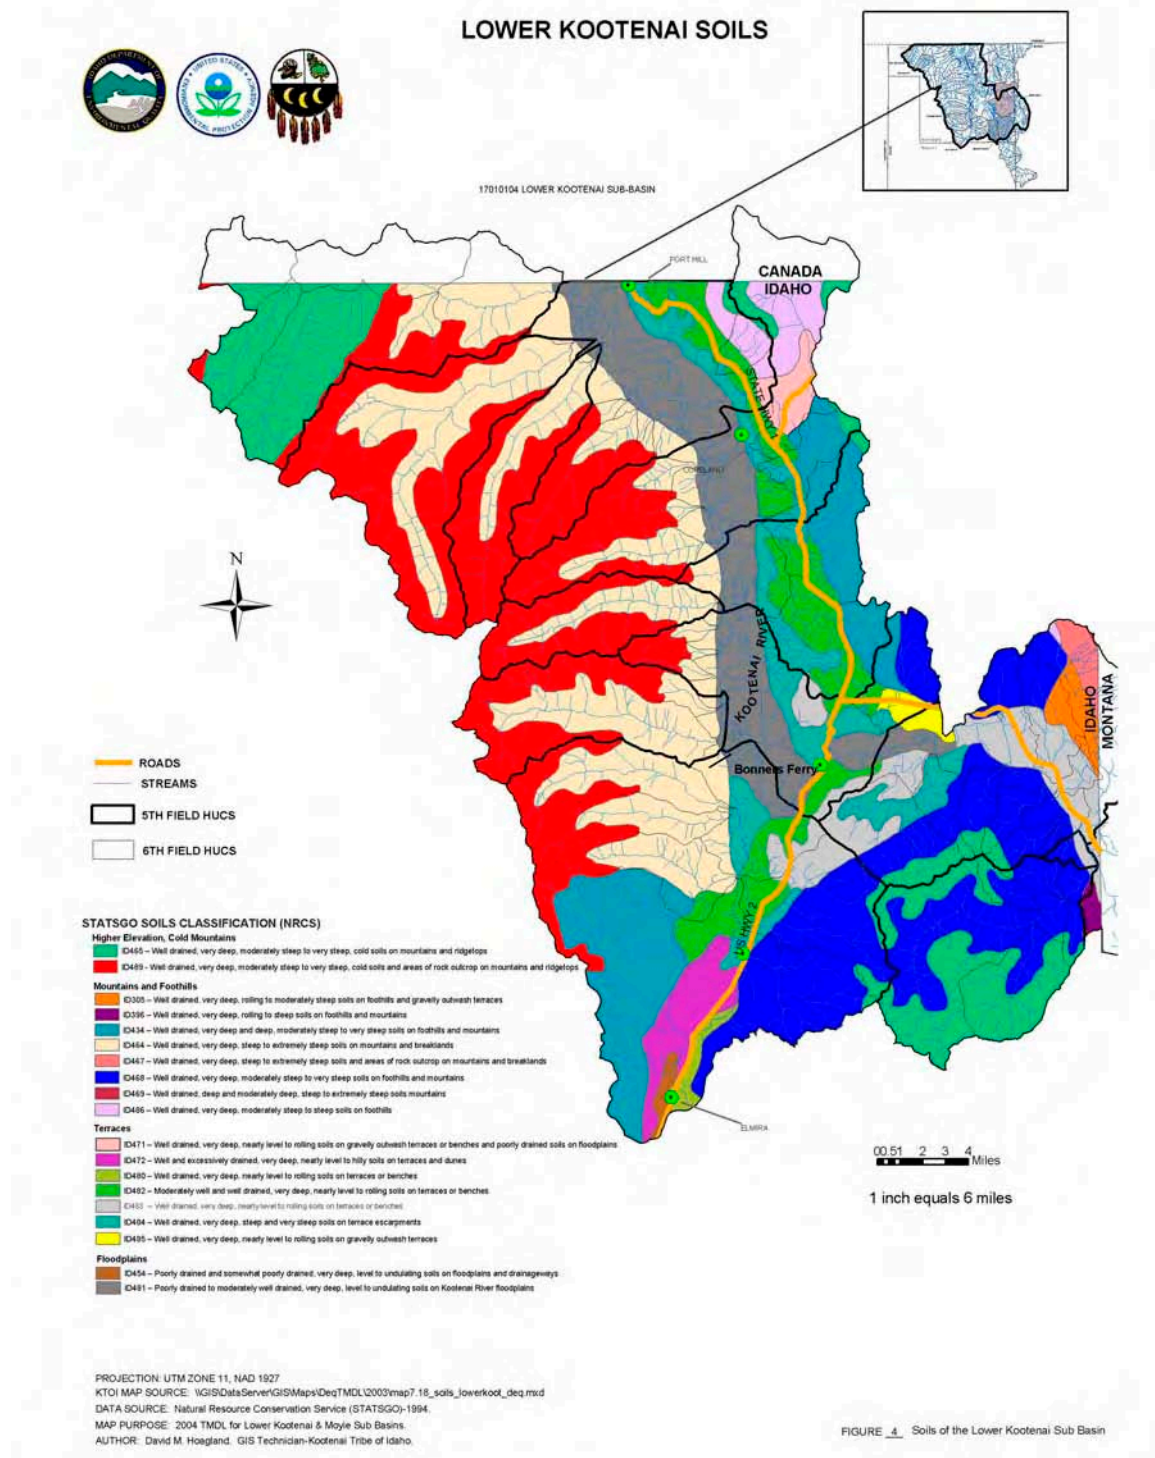 LOWER KOOTENAI SOILS
17010104 LOWER KOOTENAI SUB-BASIN
PORT HILL
CANADA
IDAHO
STATE HWY 1
COPELAND
N
KOOTENAI RIVER
IDAHO
MONTANA
Bonners Ferry
US HWY 2
ELMIRA
ROADS
STREAMS
5TH FIELD HUCS
6TH FIELD HUCS
STATSGO SOILS CLASSIFICATION (NRCS)
Higher Elevation, Cold Mountains
ID465 – Well drained, very deep, moderately steep to very steep, cold soils on mountains and ridgetops
ID489 - Well drained, very deep, moderately steep to very steep, cold soils and areas of rock outcrop on mountains and ridgetops
Mountains and Foothills
ID305 – Well drained, very deep, rolling to moderately steep soils on foothills and gravelly outwash terraces
ID396 – Well drained, very deep, rolling to steep soils on foothills and mountains
ID434 – Well drained, very deep and deep, moderately steep to very steep soils on foothills and mountains
ID464 – Well drained, very deep, steep to extremely steep soils on mountains and breaklands
ID467 – Well drained, very deep, steep to extremely steep soils and areas of rock outcrop on mountains and breaklands
ID468 – Well drained, very deep, moderately steep to very steep soils on foothills and mountains
ID469 – Well drained, deep and moderately deep, steep to extremely steep soils mountains
ID486 – Well drained, very deep, moderately steep to steep soils on foothills
Terraces
ID471 – Well drained, very deep, nearly level to rolling soils on gravelly outwash terraces or benches and poorly drained soils on floodplains
ID472 – Well and excessively drained, very deep, neatly level to hilly soils on terraces and dunes
ID480 – Well drained, very deep, nearly level to rolling soils on terraces or benches
ID482 – Moderately well and well drained, very deep, nearly level to rolling soils on terraces or benches
ID483 – Well drained, very deep, nearly level to rolling soils on terraces or benches
ID484 – Well drained, very deep, steep and very steep soils on terrace escarpments
ID485 – Well drained, very deep, nearly level to rolling soils on gravelly outwash terraces
Floodplains
ID454 – Poorly drained and somewhat poorly drained, very deep, level to undulating soils on floodplains and drainageways
ID481 – Poorly drained to moderately well drained, very deep, level to undulating soils on Kootenai River floodplains
00.51 2 3 4
Miles
1 inch equals 6 miles
PROJECTION: UTM ZONE 11, NAD 1927
KTOI MAP SOURCE: \\GIS\DataServer\GIS\Maps\DeqTMDL\2003\map7.18_soils_lowerkoot_deq.mxd
DATA SOURCE: Natural Resource Conservation Service (STATSGO)-1994.
MAP PURPOSE: 2004 TMDL for Lower Kootenai & Moyie Sub Basins.
AUTHOR: David M. Hoagland. GIS Technician-Kootenai Tribe of Idaho.
FIGURE 4 Soils of the Lower Kootenai Sub Basin